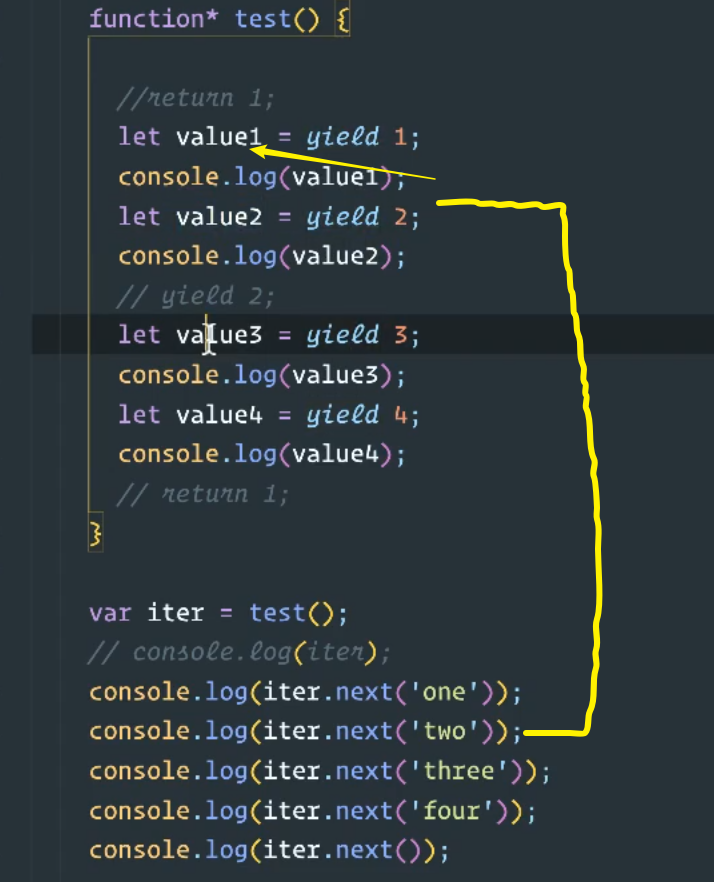 function* test() {
//return 1;
let value1 = yield 1;
console.log(value1);
let value2 = yield 2;
console.log(value2);
// yield 2;
let value3 = yield 3;
console.log(value3);
let value4 = yield 4;
console.log(value4);
// return 1;
}
var iter = test();
// console.log(iter);
console.log(iter.next('one'));
console.log(iter.next('two'));
console.log(iter.next('three'));
console.log(iter.next('four'));
console.log(iter.next());